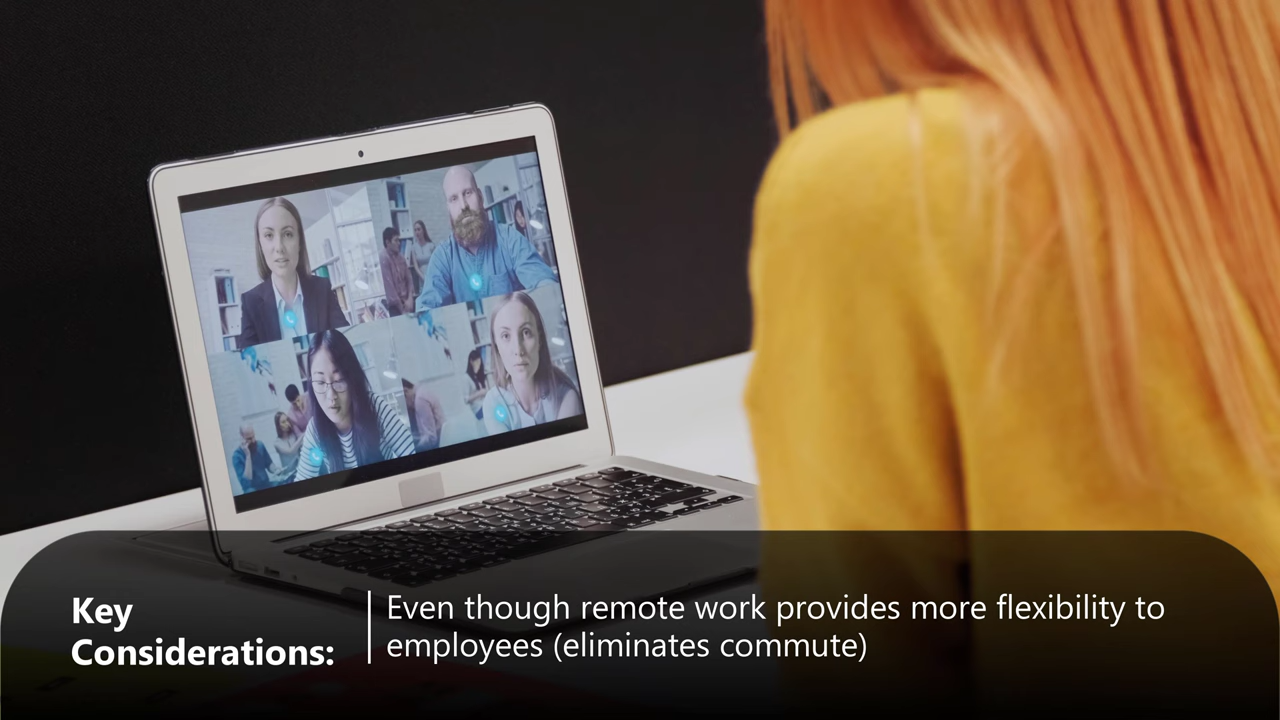 Key
Considerations:
Even though remote work provides more flexibility to
employees (eliminates commute)